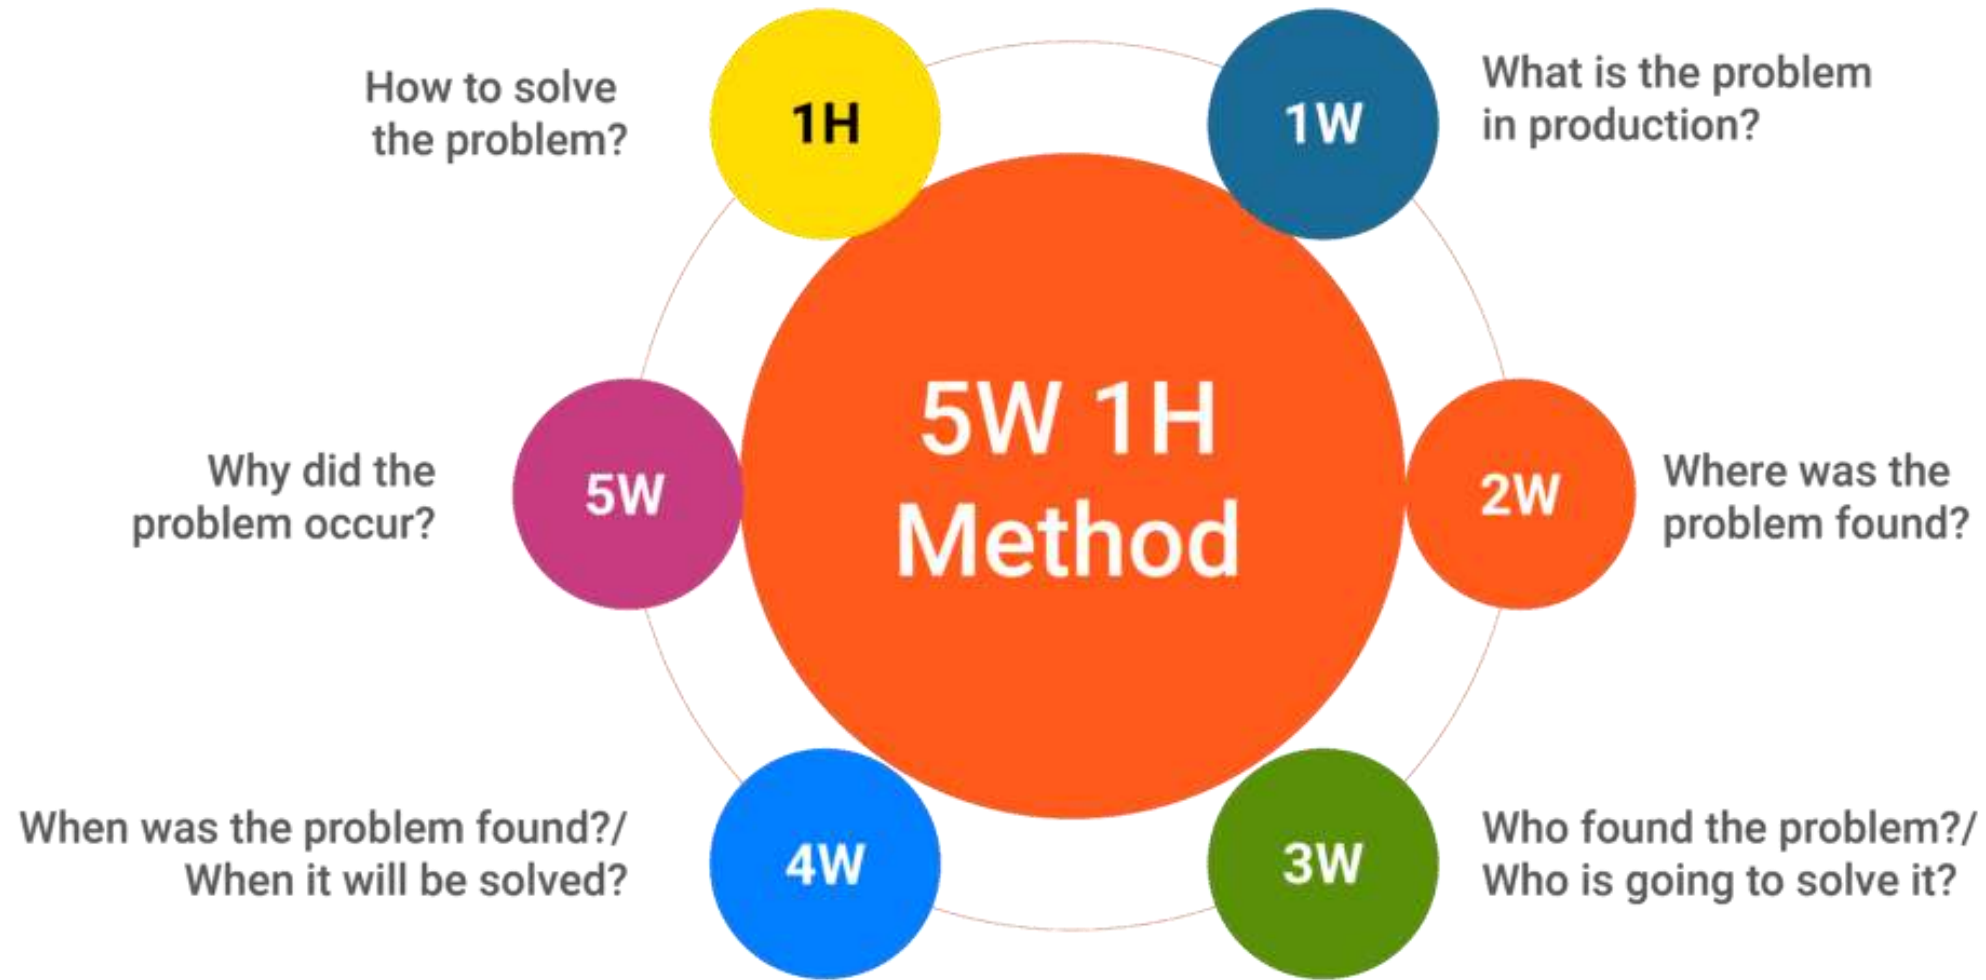 5W 1H
Method
1W
What is the problem
in production?
2W
Where was the
problem found?
3W
Who found the problem?/
Who is going to solve it?
4W
When was the problem found?/
When it will be solved?
5W
Why did the
problem occur?
1H
How to solve
the problem?